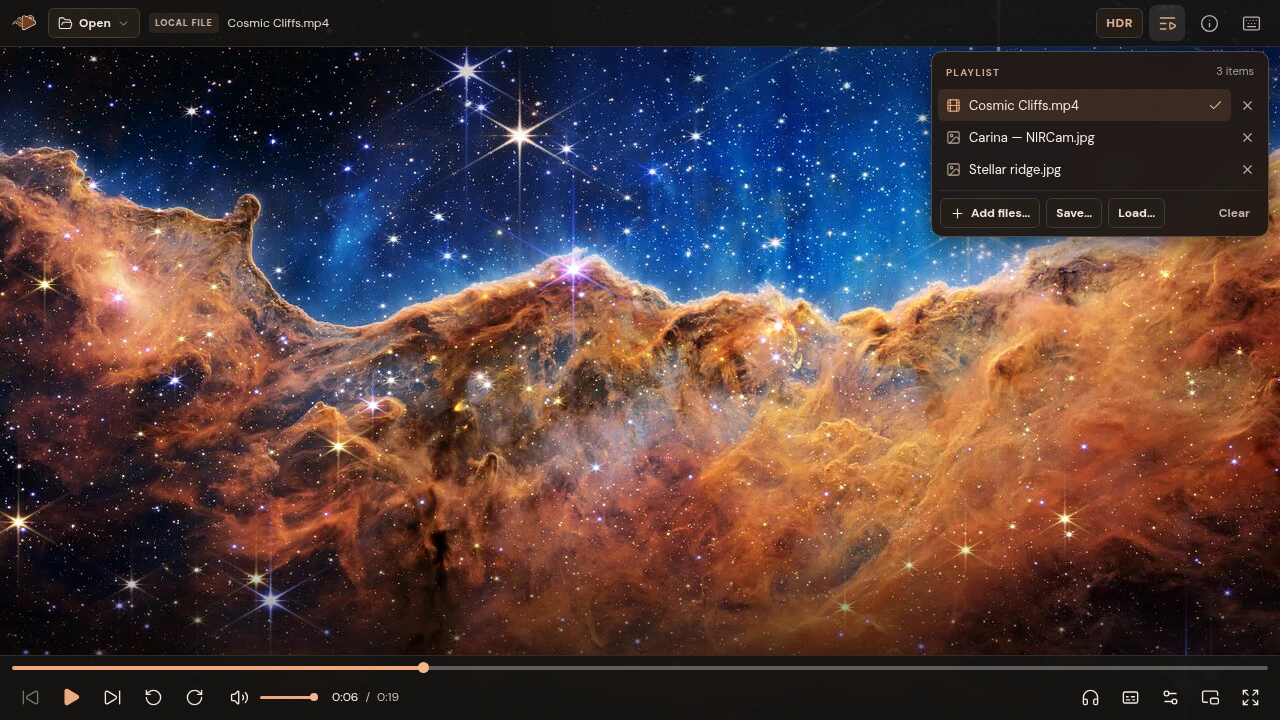 Open
LOCAL FILE
Cosmic Cliffs.mp4
HDR
PLAYLIST
3 items
Cosmic Cliffs.mp4
Carina — NIRCam.jpg
Stellar ridge.jpg
Add files...
Save...
Load...
Clear
0:06 / 0:19